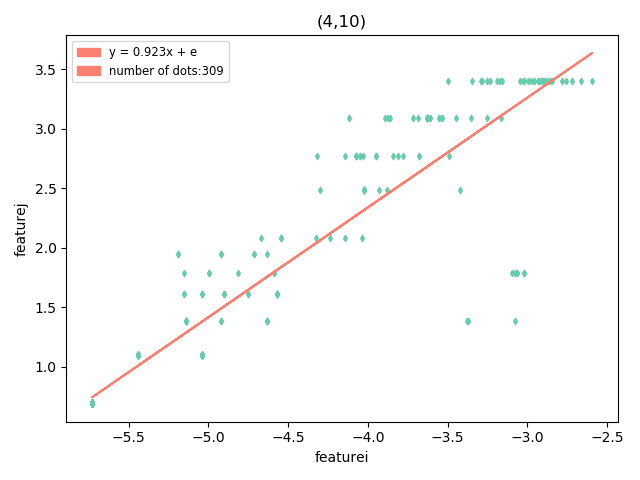 (4,10)
y = 0.923x + e
number of dots:309
featurej
3.5
3.0
2.5
2.0
1.5
1.0
−5.5 −5.0 −4.5 −4.0 −3.5 −3.0 −2.5
featurei